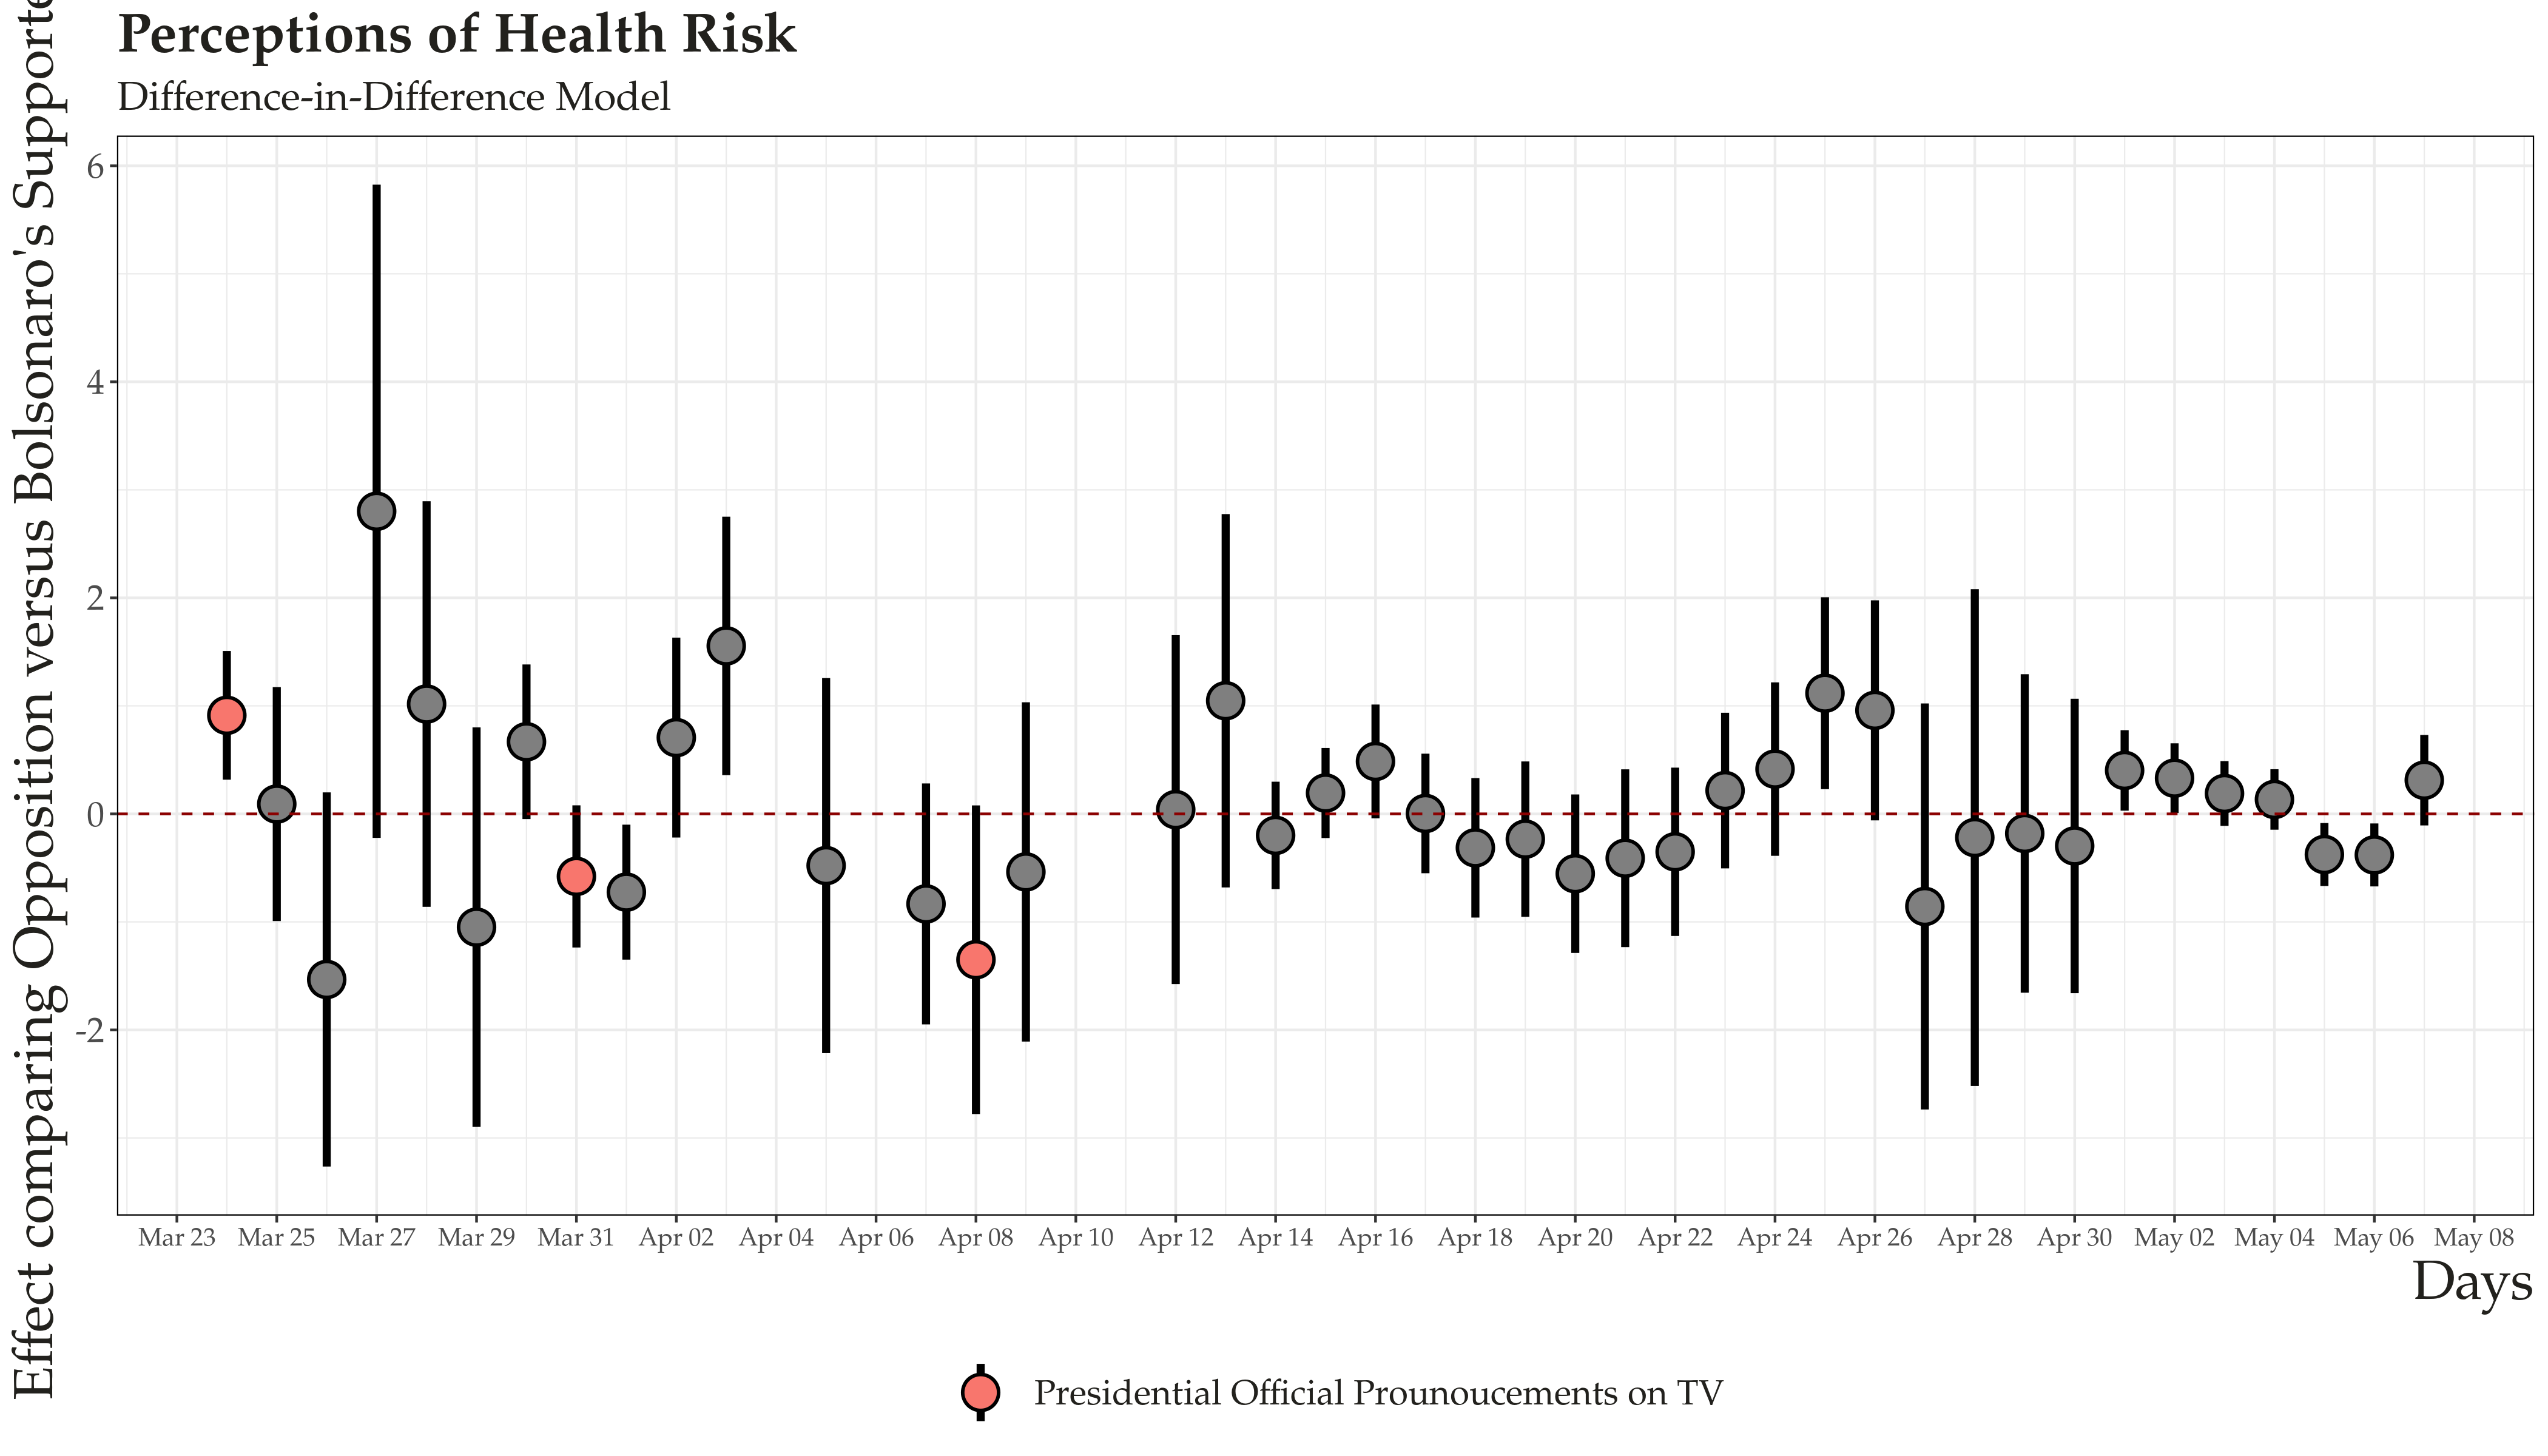 Perceptions of Health Risk
Difference-in-Difference Model
Effect comparing Opposition versus Bolsonaro's
6
4
2
0
-2
Mar 23 Mar 25 Mar 27 Mar 29 Mar 31 Apr 02 Apr 04 Apr 06 Apr 08 Apr 10 Apr 12 Apr 14 Apr 16 Apr 18 Apr 20 Apr 22 Apr 24 Apr 26 Apr 28 Apr 30 May 02 May 04 May 06 May 08
Days
Presidential Official Prounoucements on TV